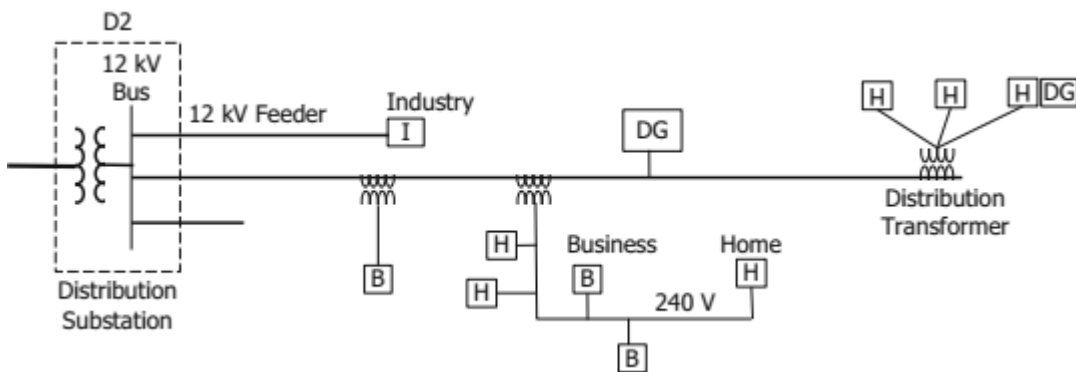 D2
12 kV
Bus
12 kV Feeder
Industry
I
DG
H
H
H
DG
Distribution
Transformer
H
Business
Home
B
B
H
H
240 V
B
Distribution
Substation